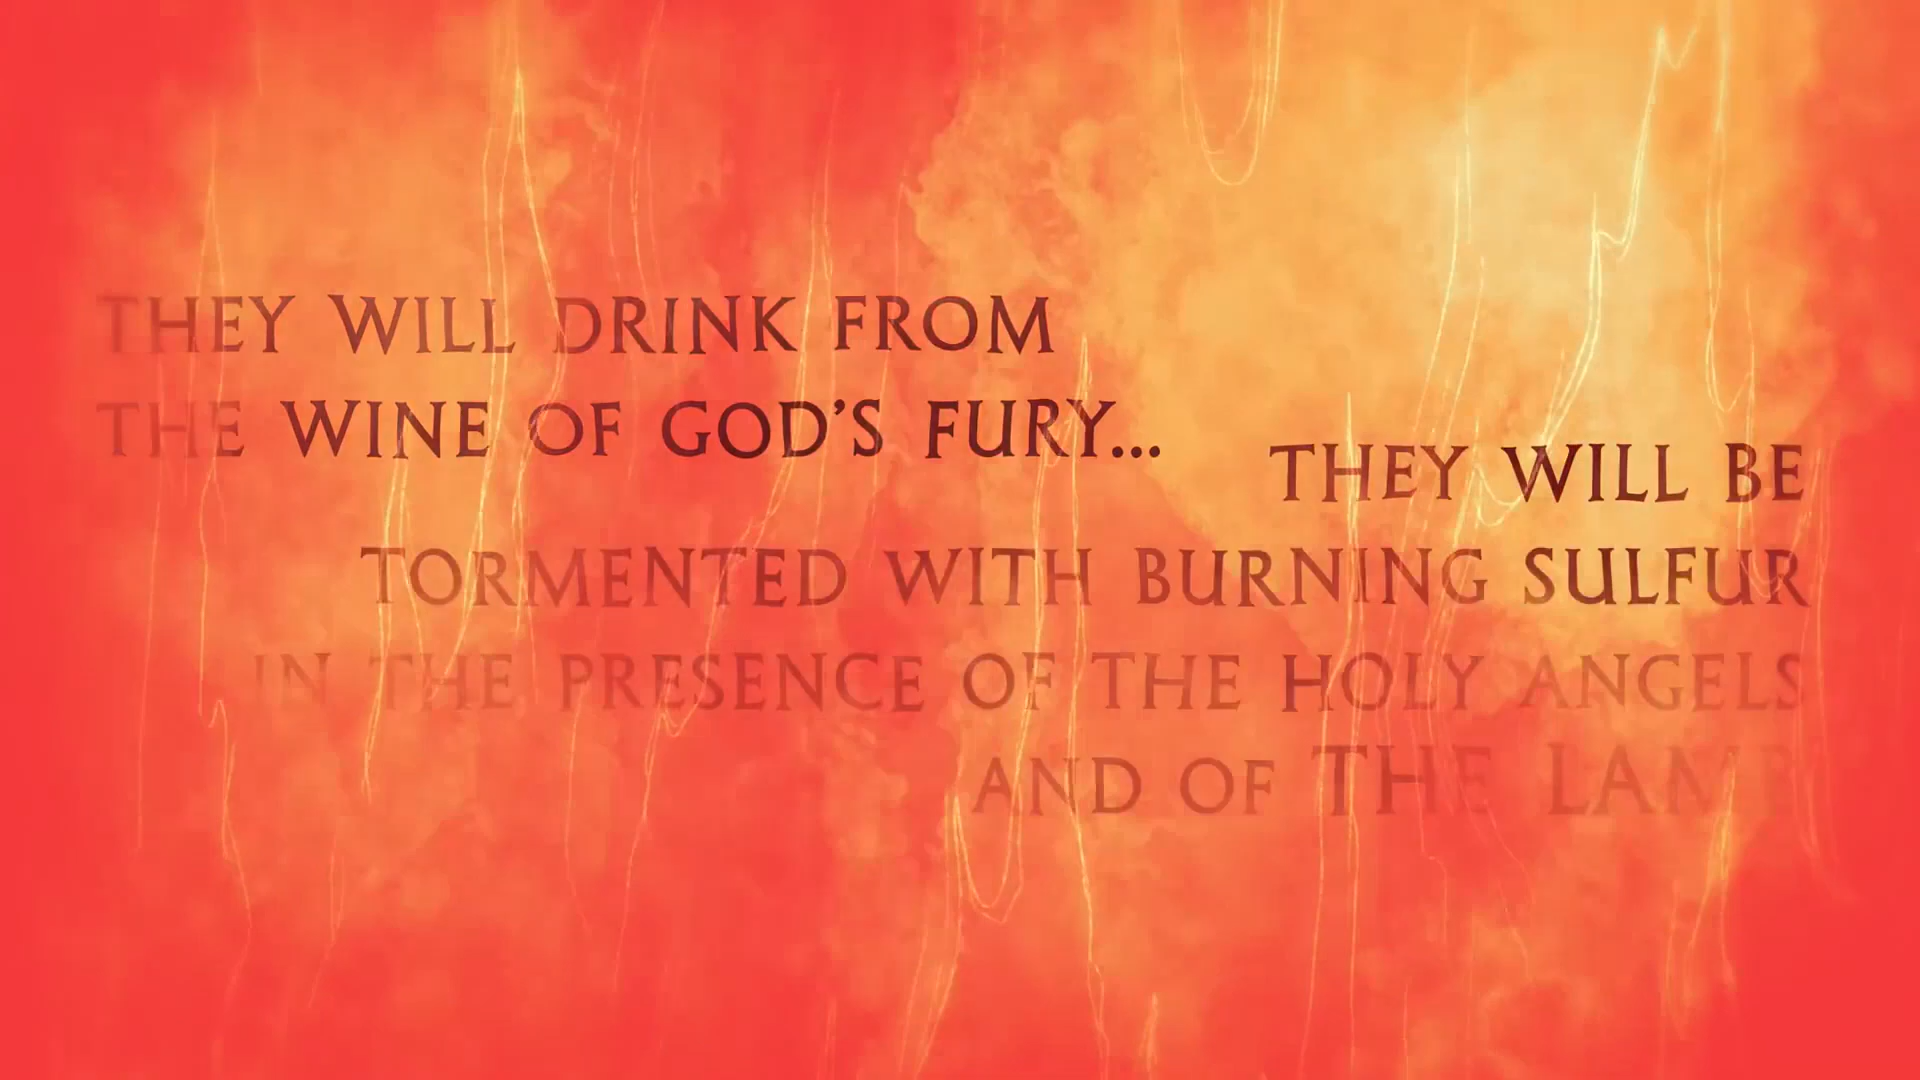 THEY WILL DRINK FROM
THE WINE OF GOD'S FURY...
THEY WILL BE
TORMENTED WITH BURNING SULFUR
IN THE PRESENCE OF THE HOLY ANGELS
AND OF THE LAMB